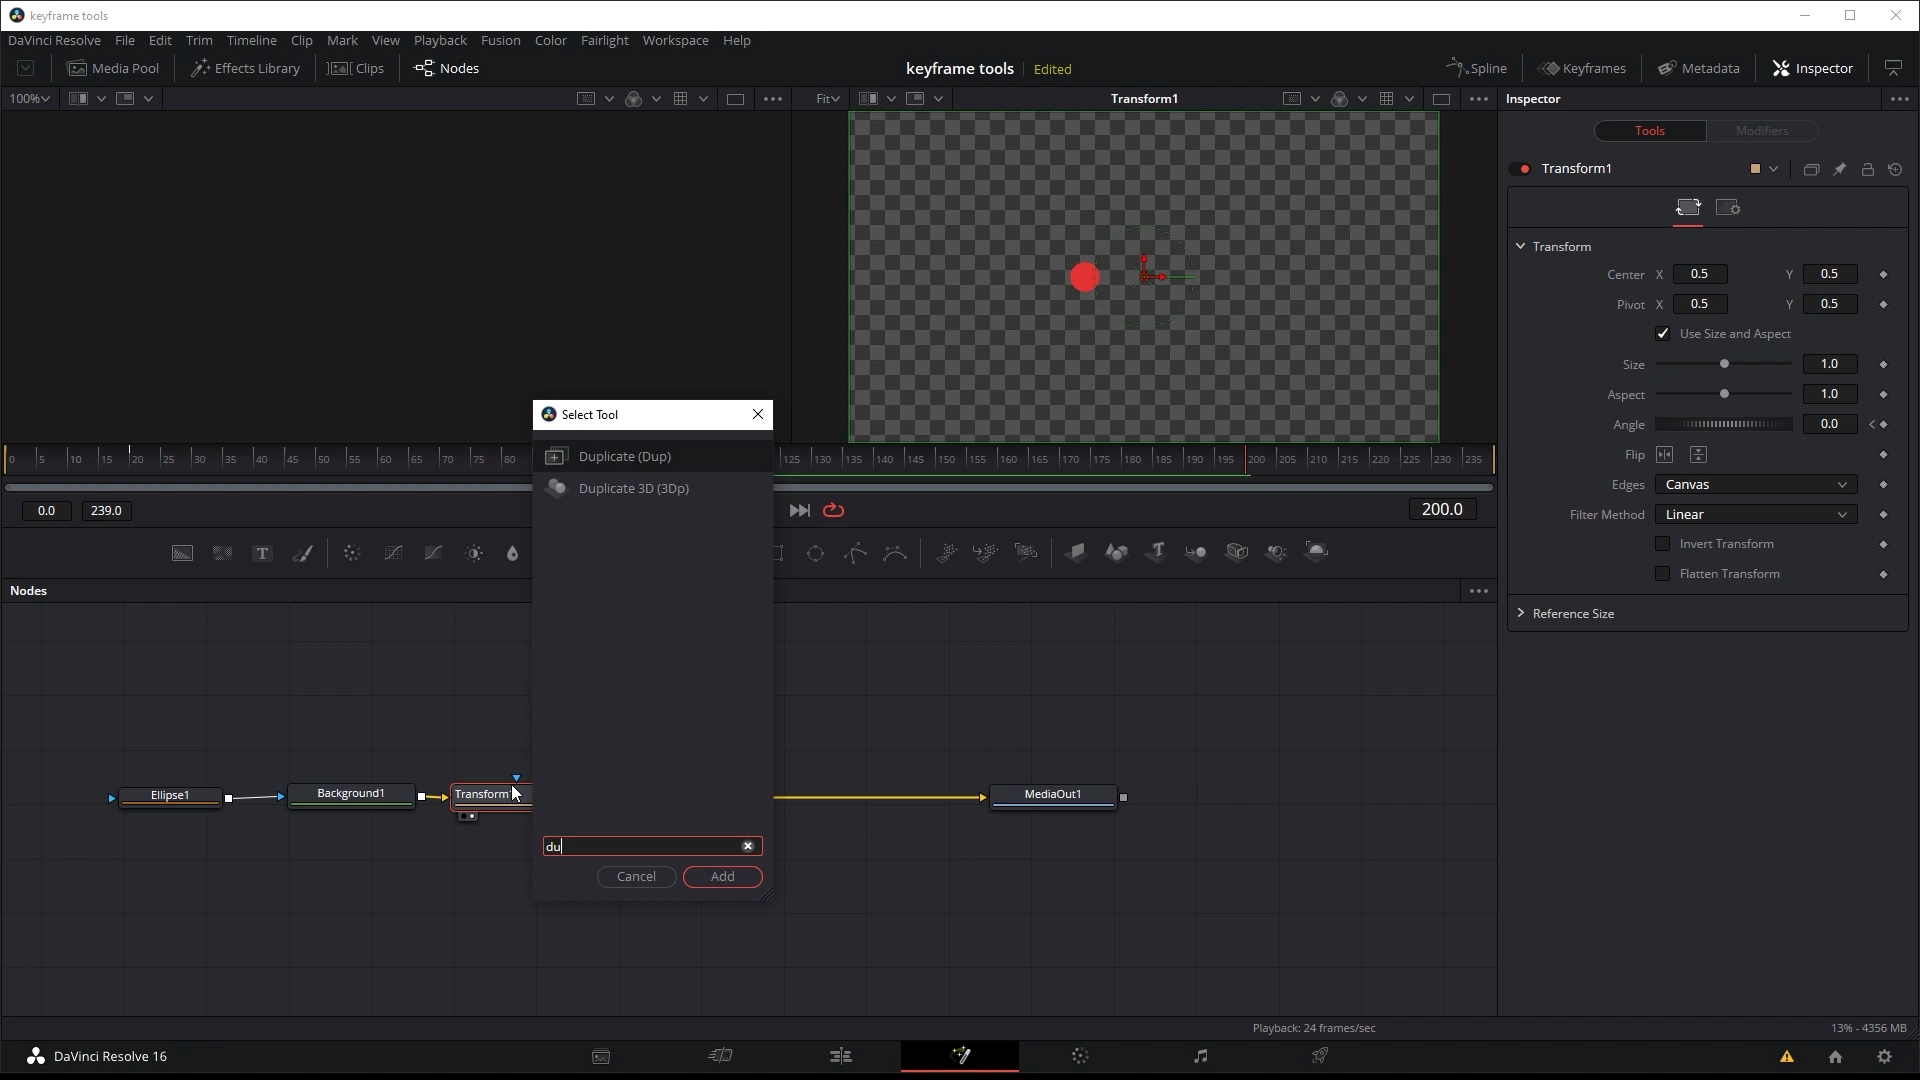 keyframe tools
DaVinci Resolve File Edit Trim Timeline Clip Mark View Playback Fusion Color Fairlight Workspace Help
Media Pool Effects Library Clips Nodes keyframe tools Edited Spline Keyframes Metadata Inspector
100% Fit Transform1 Inspector
Tools Modifiers
Transform1
Transform
Center X 0.5 Y 0.5
Pivot X 0.5 Y 0.5
Use Size and Aspect
Size 1.0
Aspect 1.0
Angle 0.0
Flip
Edges Canvas
Filter Method Linear
Invert Transform
Flatten Transform
Reference Size
Select Tool
Duplicate (Dup)
Duplicate 3D (3Dp)
du
Cancel Add
0 5 10 15 20 25 30 35 40 45 50 55 60 65 70 75 80 125 130 135 140 145 150 155 160 165 170 175 180 185 190 195 200 205 210 215 220 225 230 235
0.0 239.0 200.0
T
Nodes
Ellipse1 Background1 Transform MediaOut1
Playback: 24 frames/sec 13% - 4356 MB
DaVinci Resolve 16